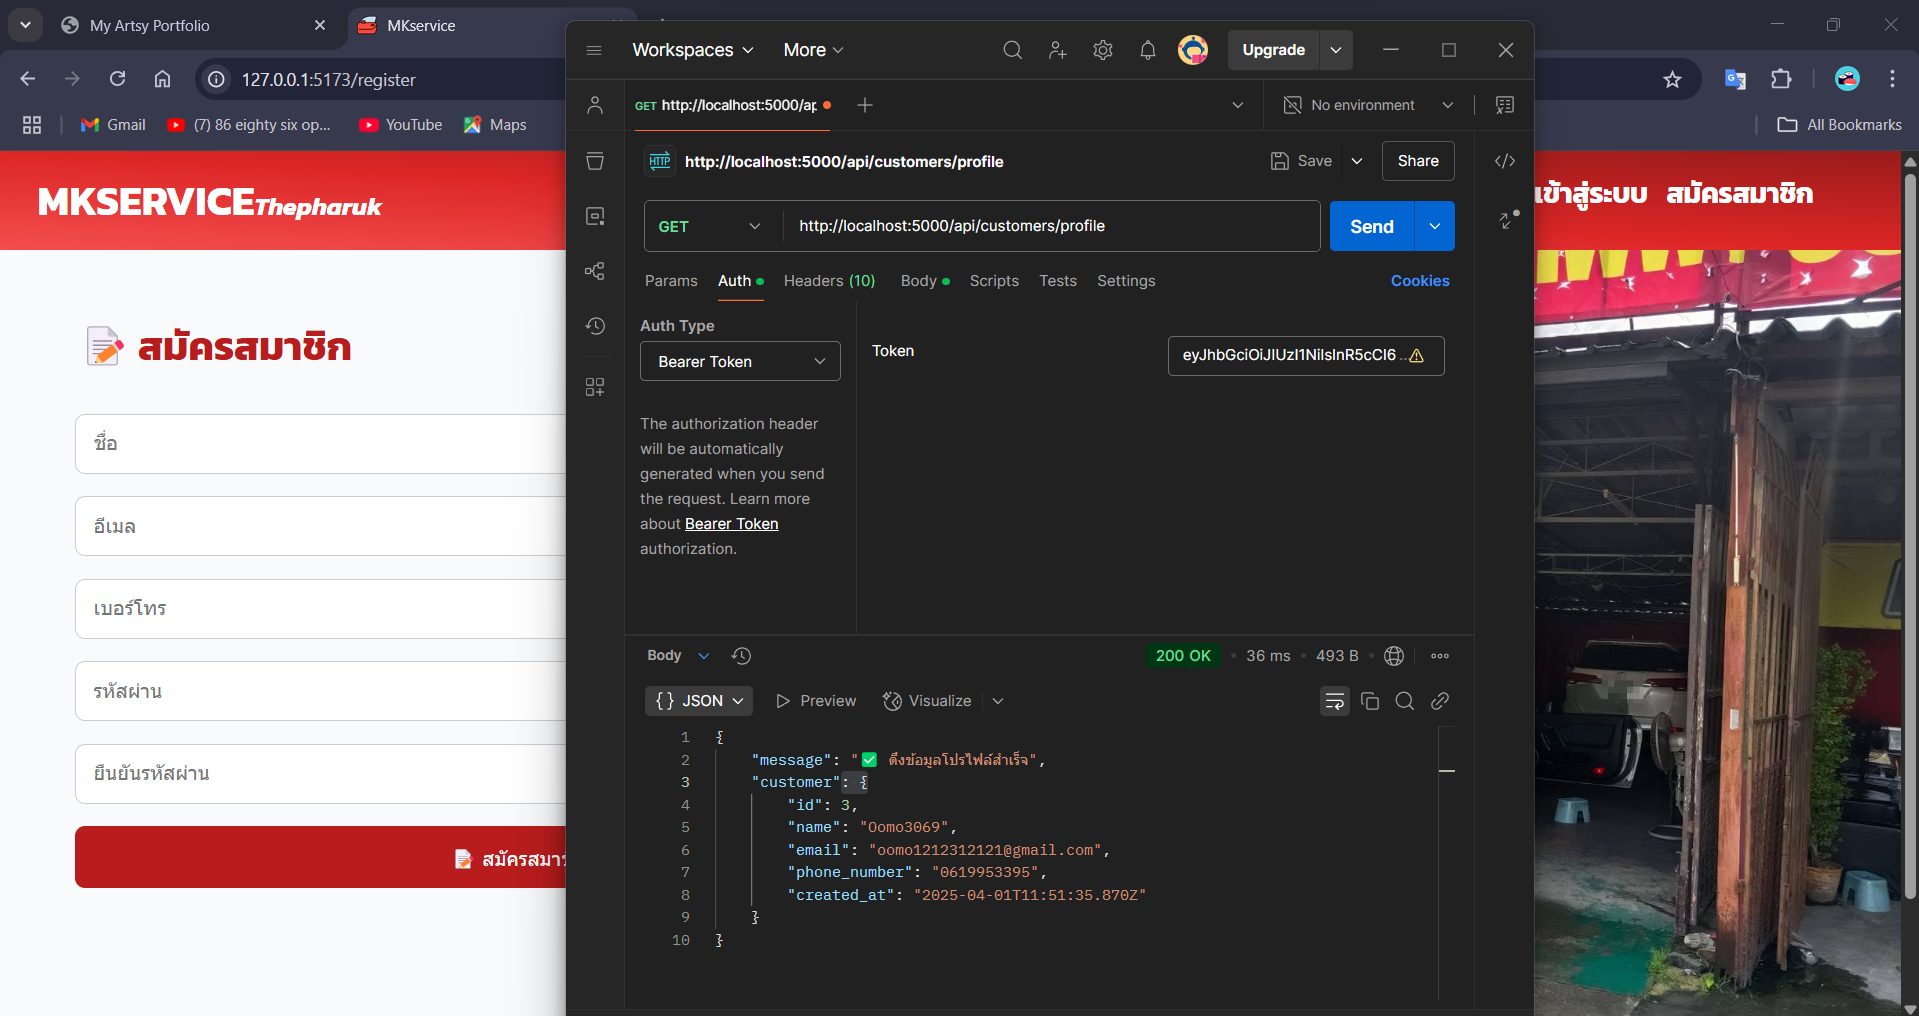 My Artsy Portfolio
MKservice
127.0.0.1:5173/register
Gmail
(7) 86 eighty six op...
YouTube
Maps
All Bookmarks
MKSERVICEThepharuk
เข้าสู่ระบบ
สมัครสมาชิก
📝 สมัครสมาชิก
ชื่อ
อีเมล
เบอร์โทร
รหัสผ่าน
ยืนยันรหัสผ่าน
📝 สมัครสมา
Workspaces
More
Upgrade
GET http://localhost:5000/ap
No environment
HTTP http://localhost:5000/api/customers/profile
Save
Share
GET
http://localhost:5000/api/customers/profile
Send
Params
Auth
Headers (10)
Body
Scripts
Tests
Settings
Cookies
Auth Type
Bearer Token
The authorization header
will be automatically
generated when you send
the request. Learn more
about Bearer Token
authorization.
Token
eyJhbGciOiJIUzI1NiIsInR5cCI6 ...
Body
200 OK
36 ms
493 B
{} JSON
Preview
Visualize
1 {
2 "message": "✅ ดึงข้อมูลโปรไฟล์สำเร็จ",
3 "customer": {
4 "id": 3,
5 "name": "Oomo3069",
6 "email": "oomo1212312121@gmail.com",
7 "phone_number": "0619953395",
8 "created_at": "2025-04-01T11:51:35.870Z"
9 }
10 }